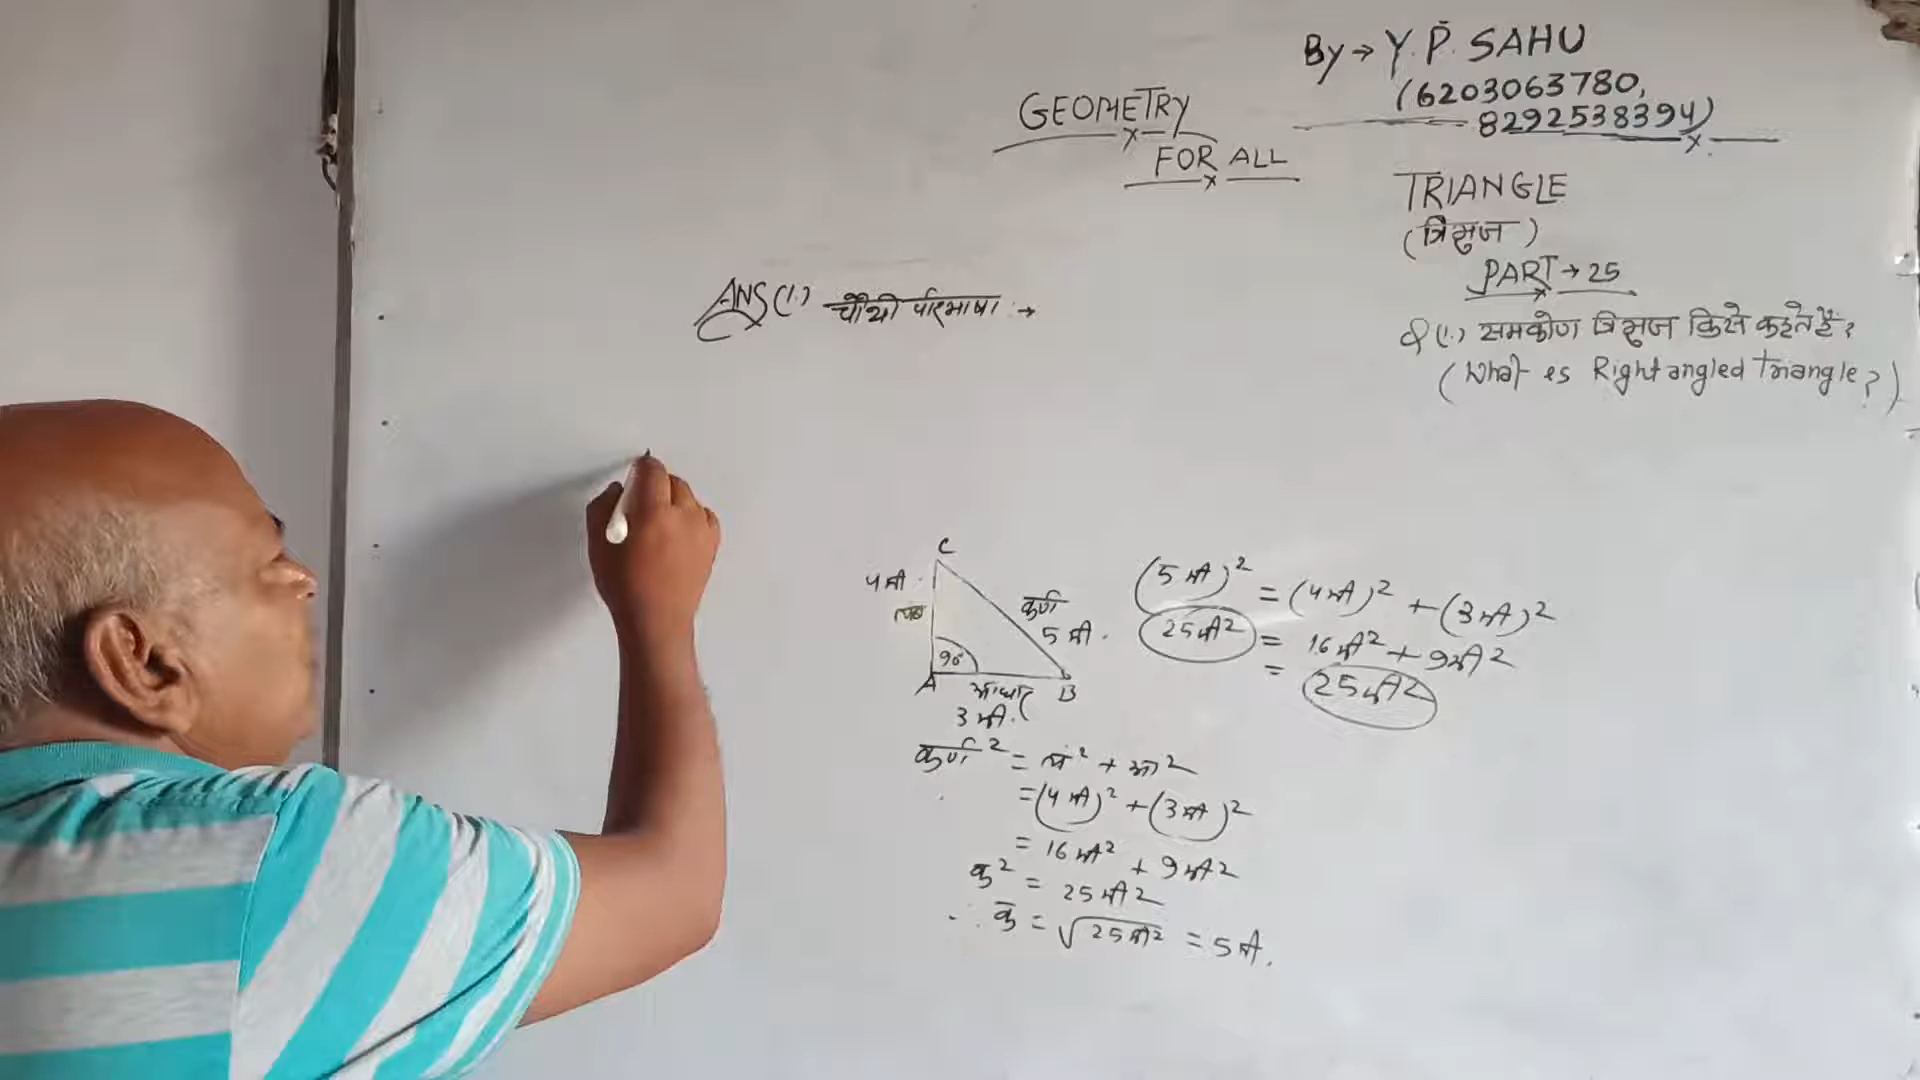 By → Y. P. SAHU
(6203063780,
8292538394)
GEOMETRY
FOR ALL
TRIANGLE
(त्रिभुज)
PART → 25
Q (1.) समकोण त्रिभुज किसे कहते हैं?
(What is Right angled Triangle?)
ANS (1.) चौथी परिभाषा :→
C
4 मी.
लम्ब
कर्ण
5 मी.
90°
A
B
आधार
3 मी.
(5 मी)² = (4 मी)² + (3 मी)²
25 मी² = 16 मी² + 9 मी²
= 25 मी²
कर्ण² = लं² + आ²
= (4 मी)² + (3 मी)²
= 16 मी² + 9 मी²
क² = 25 मी²
∴ क = √25 मी² = 5 मी.